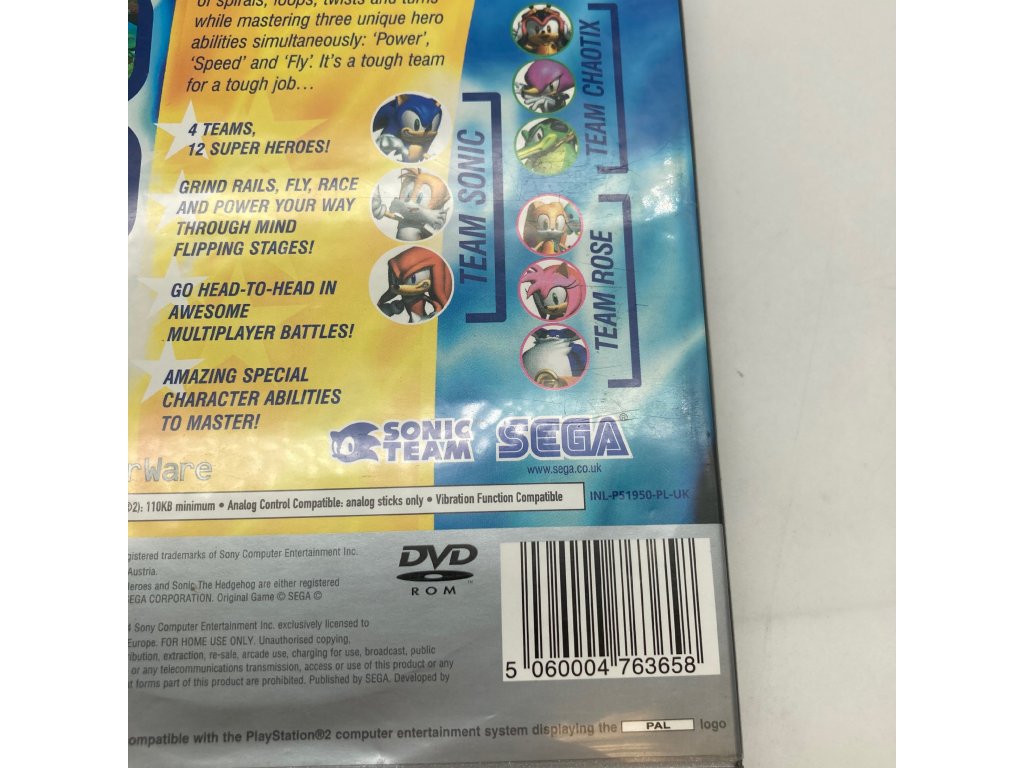 of spirals, loops, twists and turns
while mastering three unique hero
abilities simultaneously: 'Power',
'Speed' and 'Fly'. It's a tough team
for a tough job...
4 TEAMS,
12 SUPER HEROES!
GRIND RAILS, FLY, RACE
AND POWER YOUR WAY
THROUGH MIND
FLIPPING STAGES!
GO HEAD-TO-HEAD IN
AWESOME
MULTIPLAYER BATTLES!
AMAZING SPECIAL
CHARACTER ABILITIES
TO MASTER!
TEAM SONIC
TEAM CHAOTIX
TEAM ROSE
SONIC
TEAM
SEGA®
www.sega.co.uk
rWare
2): 110KB minimum • Analog Control Compatible: analog sticks only • Vibration Function Compatible
INL-P51950-PL-UK
gistered trademarks of Sony Computer Entertainment Inc.
Austria.
Heroes and Sonic The Hedgehog are either registered
SEGA CORPORATION. Original Game © SEGA ©
Sony Computer Entertainment Inc. exclusively licensed to
Europe. FOR HOME USE ONLY. Unauthorised copying,
ribution, extraction, re-sale, arcade use, charging for use, broadcast, public
or any telecommunications transmission, access or use of this product or any
t forms part of this product are prohibited. Published by SEGA. Developed by
DVD
ROM
™
5 060004 763658
ompatible with the PlayStation®2 computer entertainment system displaying the PAL logo